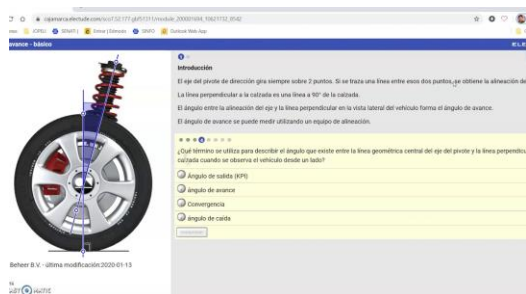 avance - básico
Introducción
El eje del pivote de dirección gira siempre sobre 2 puntos. Si se traza una línea entre esos dos puntos, se obtiene la alineación de
La línea perpendicular a la calzada es una línea a 90° de la calzada.
El ángulo entre la alineación del eje y la línea perpendicular en la vista lateral del vehículo forma el ángulo de avance.
El ángulo de avance se puede medir utilizando un equipo de alineación.
¿Qué término se utiliza para describir el ángulo que existe entre la línea geométrica central del eje del pivote y la línea
calzada cuando se observa el vehículo desde un lado?
Ángulo de salida (KPI)
ángulo de avance
Convergencia
ángulo de caída
Beheer B.V. - última modificación:2020-01-13